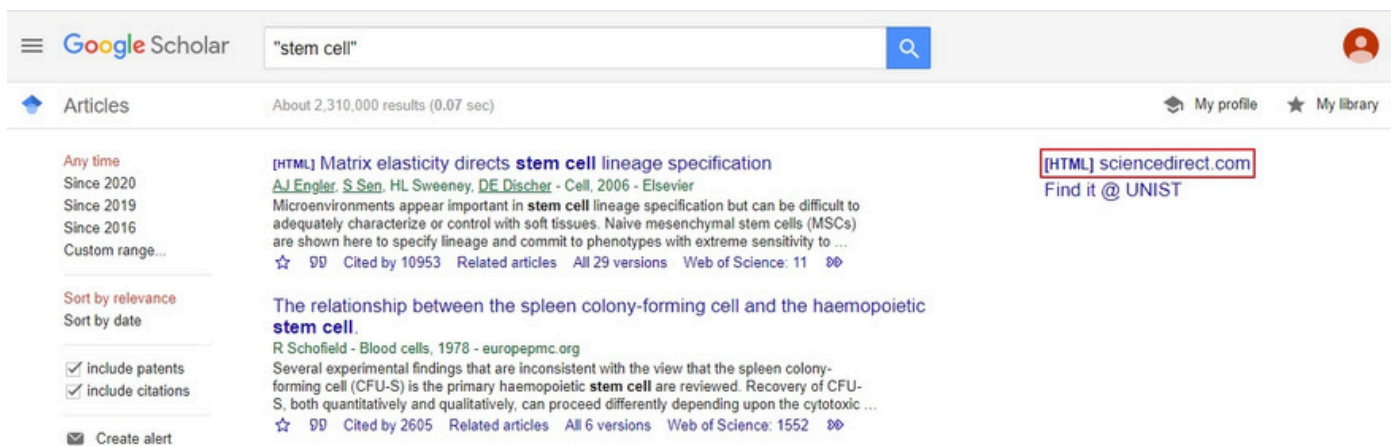 Google Scholar
"stem cell"
Articles
About 2,310,000 results (0.07 sec)
My profile
My library
Any time
Since 2020
Since 2019
Since 2016
Custom range...
Sort by relevance
Sort by date
include patents
include citations
Create alert
[HTML] Matrix elasticity directs stem cell lineage specification
AJ Engler, S Sen, HL Sweeney, DE Discher - Cell, 2006 - Elsevier
Microenvironments appear important in stem cell lineage specification but can be difficult to
adequately characterize or control with soft tissues. Naive mesenchymal stem cells (MSCs)
are shown here to specify lineage and commit to phenotypes with extreme sensitivity to ...
Cited by 10953 Related articles All 29 versions Web of Science: 11
[HTML] sciencedirect.com
Find it @ UNIST
The relationship between the spleen colony-forming cell and the haemopoietic
stem cell.
R Schofield - Blood cells, 1978 - europepmc.org
Several experimental findings that are inconsistent with the view that the spleen colony-
forming cell (CFU-S) is the primary haemopoietic stem cell are reviewed. Recovery of CFU-
S, both quantitatively and qualitatively, can proceed differently depending upon the cytotoxic ...
Cited by 2605 Related articles All 6 versions Web of Science: 1552